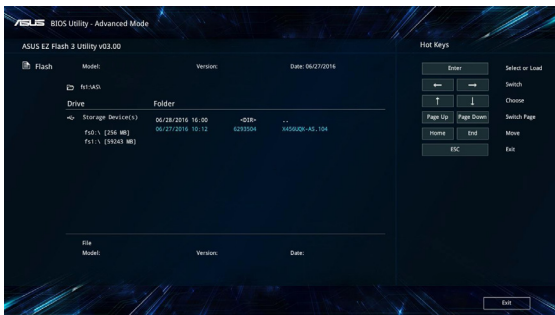 ASUS BIOS Utility - Advanced Mode
ASUS EZ Flash 3 Utility v03.00
Hot Keys
Flash
Model: Version: Date: 06/27/2016
fs1:\AS\
Drive Folder
Storage Device(s)
fs0:\ [256 MB]
fs1:\ [59243 MB]
06/28/2016 16:00 <DIR> ..
06/27/2016 10:12 6293504 X456UQK-AS.104
File
Model: Version: Date:
Enter Select or Load
← → Switch
↑ ↓ Choose
Page Up Page Down Switch Page
Home End Move
ESC Exit
Exit